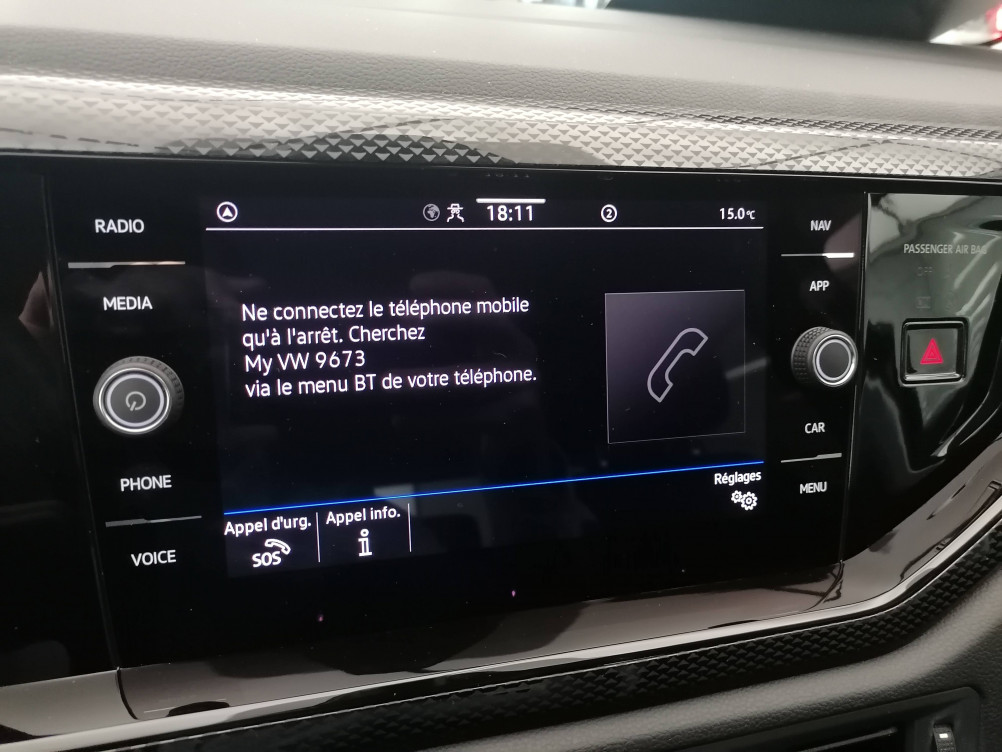 RADIO
MEDIA
PHONE
VOICE
18:11
2
15.0°C
Ne connectez le téléphone mobile
qu'à l'arrêt. Cherchez
My VW 9673
via le menu BT de votre téléphone.
Réglages
Appel d'urg.
SOS
Appel info.
i
NAV
APP
CAR
MENU
PASSENGER AIR BAG
OFF